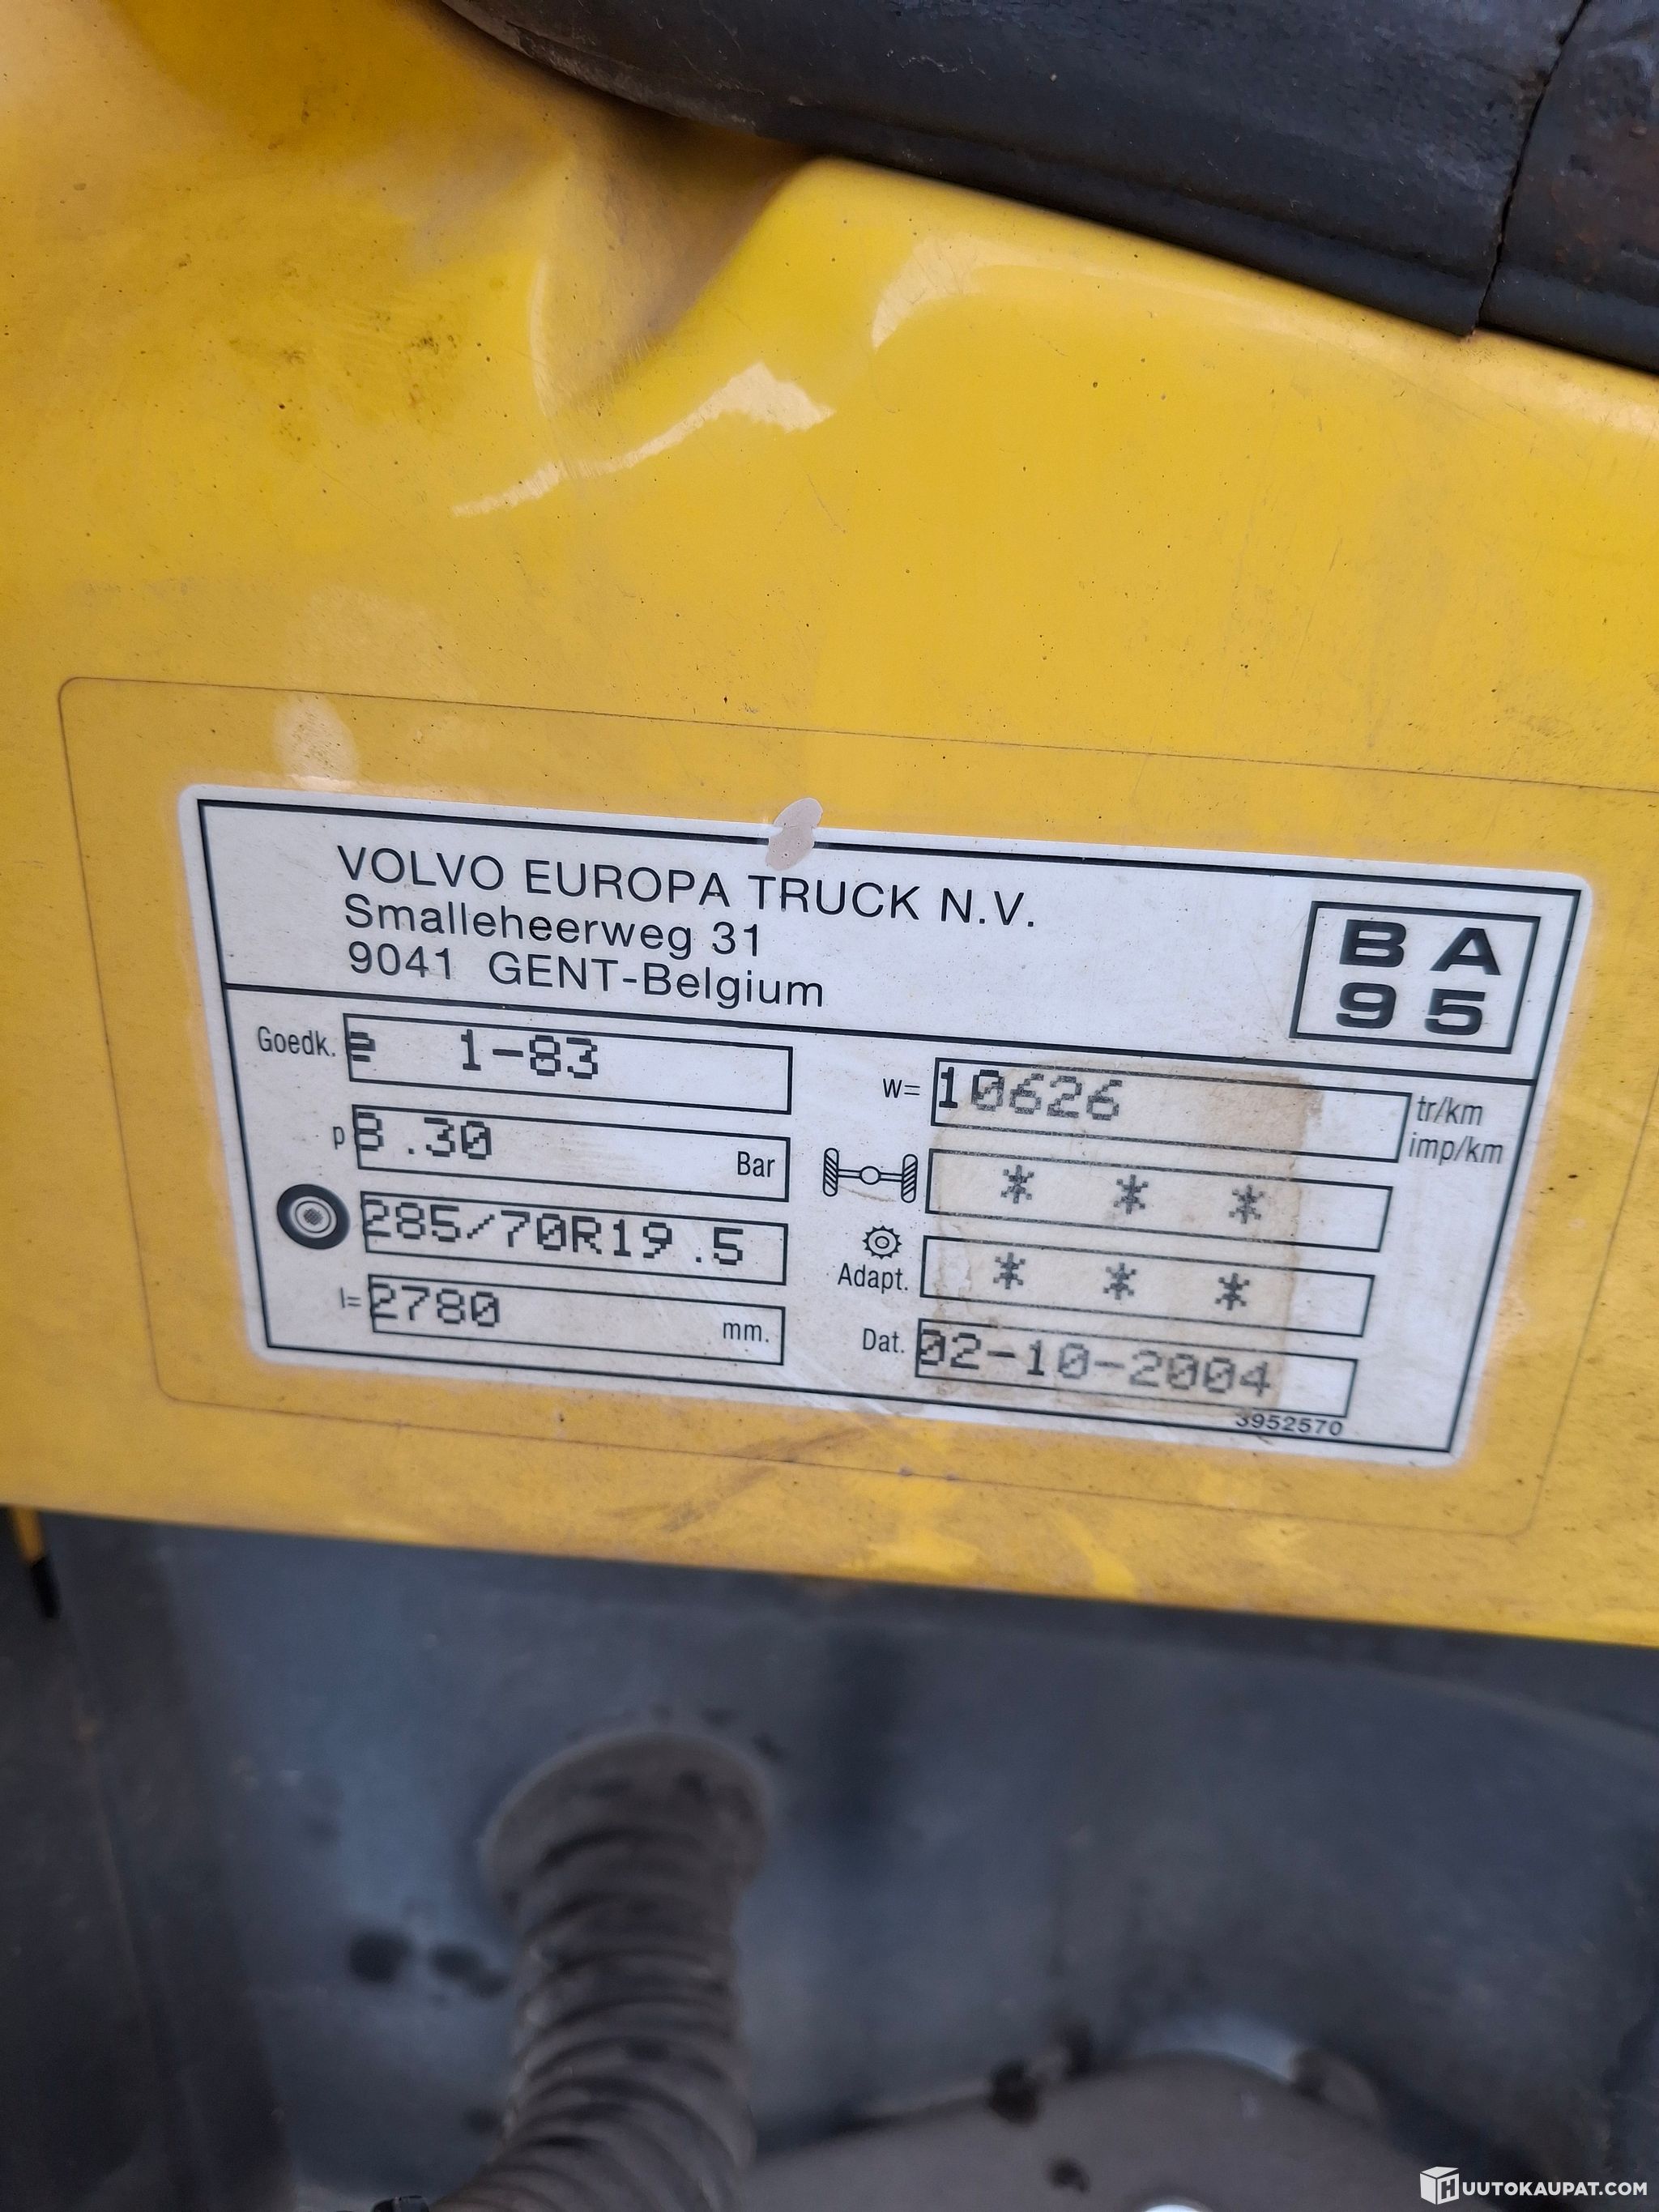 VOLVO EUROPA TRUCK N.V.
Smalleheerweg 31
9041 GENT-Belgium
BA
95
Goedk. e 1-83
p 8.30 Bar
285/70R19.5
l= 2780 mm.
w= 10626 tr/km
imp/km
* * *
Adapt. * * *
Dat. 02-10-2004
3952570
HUUTOKAUPAT.COM